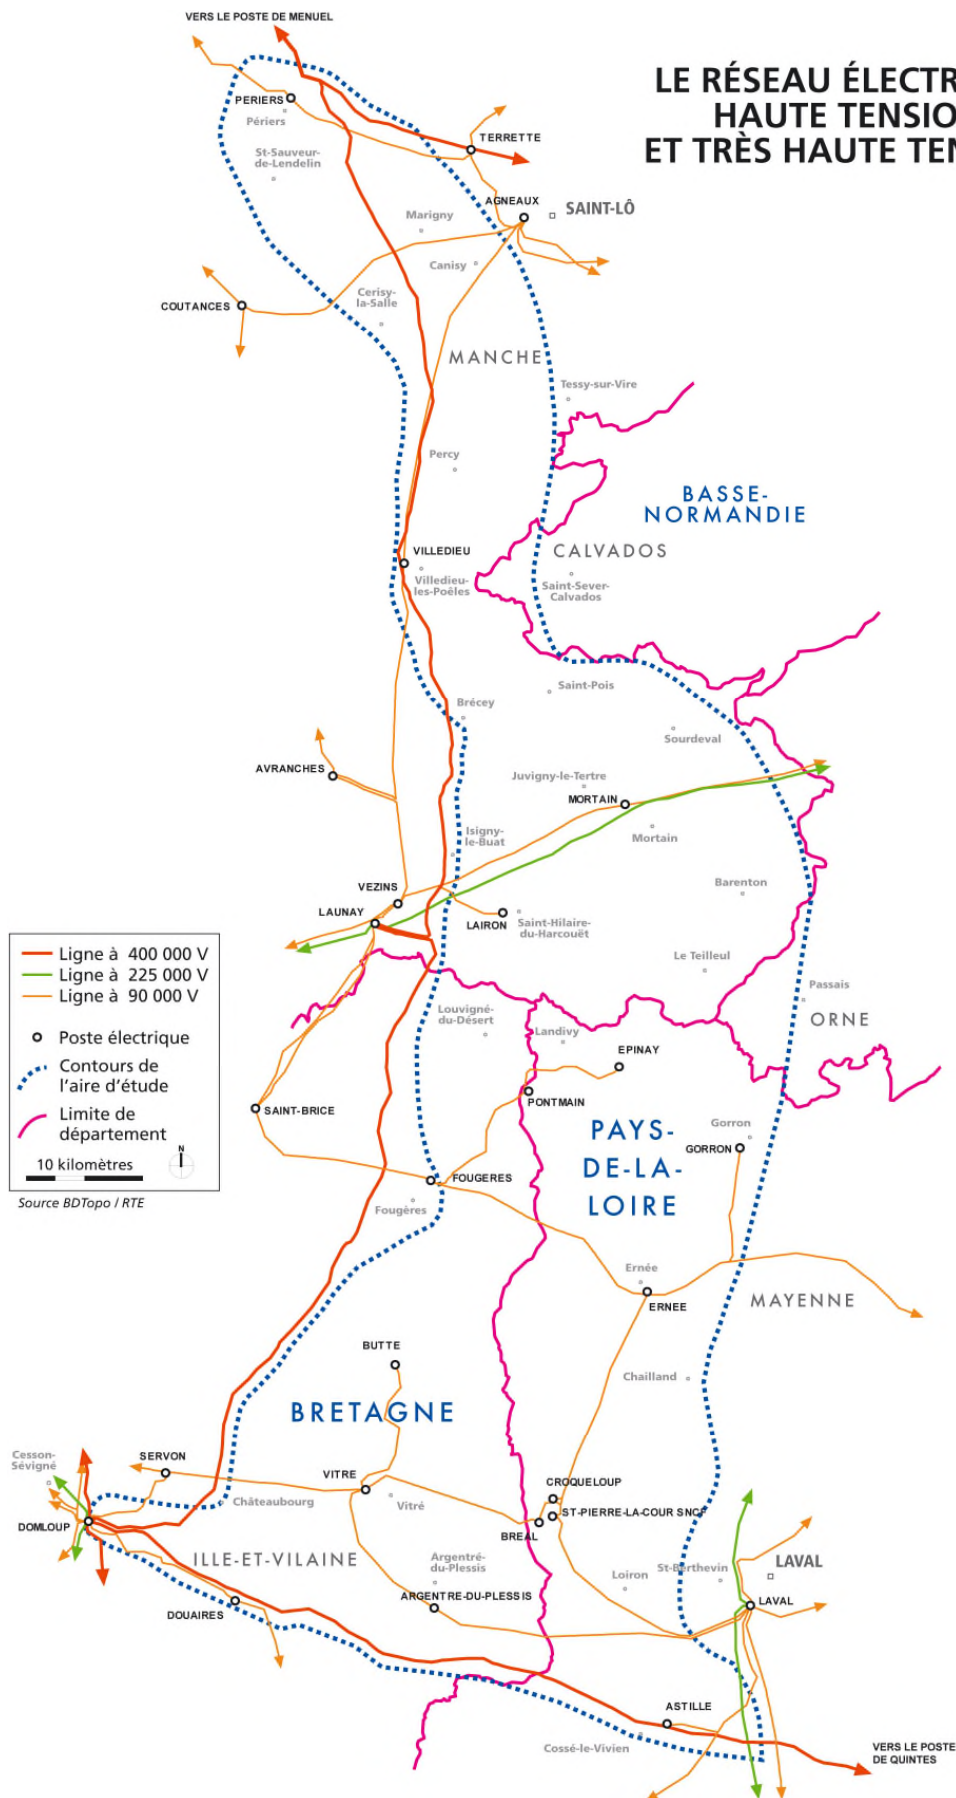 VERS LE POSTE DE MENUEL
LE RÉSEAU ÉLECTR
HAUTE TENSIO
ET TRÈS HAUTE TEN
PERIERS
Périers
TERRETTE
St-Sauveur-
de-Lendelin
AGNEAUX
SAINT-LÔ
Marigny
Canisy
COUTANCES
Cerisy-
la-Salle
MANCHE
Tessy-sur-Vire
Percy
BASSE-
NORMANDIE
CALVADOS
VILLEDIEU
Villedieu-
les-Poêles
Saint-Sever-
Calvados
Saint-Pois
Brécey
Sourdeval
AVRANCHES
Juvigny-le-Tertre
MORTAIN
Mortain
Isigny-
le-Buat
VEZINS
Barenton
LAUNAY
LAIRON
Saint-Hilaire-
du-Harcouët
Le Teilleul
Passais
ORNE
Ligne à 400 000 V
Ligne à 225 000 V
Ligne à 90 000 V
Poste électrique
Contours de
l'aire d'étude
Limite de
département
10 kilomètres
N
Source BDTopo / RTE
Louvigné-
du-Désert
Landivy
EPINAY
PONTMAIN
SAINT-BRICE
PAYS-
DE-LA-
LOIRE
Gorron
GORRON
FOUGERES
Fougères
Ernée
ERNEE
MAYENNE
BUTTE
Chailland
BRETAGNE
Cesson-
Sévigné
SERVON
VITRE
Vitré
Châteaubourg
CROQUELOUP
ST-PIERRE-LA-COUR SNCF
BREAL
DOMLOUP
ILLE-ET-VILAINE
Argentré-
du-Plessis
ARGENTRE-DU-PLESSIS
Loiron
St-Berthevin
LAVAL
LAVAL
DOUAIRES
ASTILLE
Cossé-le-Vivien
VERS LE POSTE
DE QUINTES